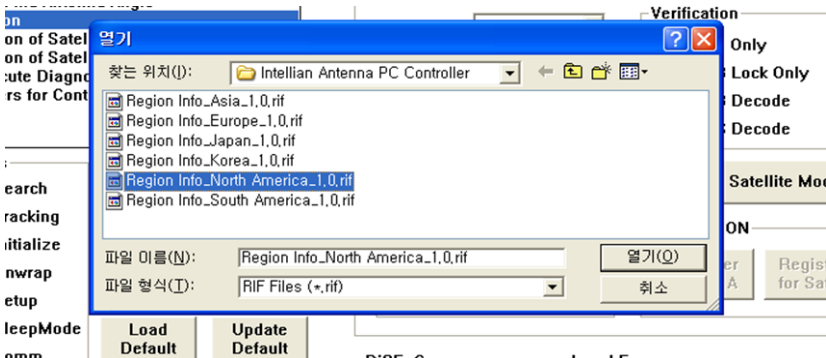 Verification
on
on of Satel
on of Satel
cute Diagno
rs for Cont
열기
Only
Lock Only
Decode
Decode
찾는 위치(I):
Intellian Antenna PC Controller
Region Info_Asia_1,0,rif
Region Info_Europe_1,0,rif
Region Info_Japan_1,0,rif
Region Info_Korea_1,0,rif
Region Info_North America_1,0,rif
Region Info_South America_1,0,rif
파일 이름(N):
Region Info_North America_1,0,rif
열기(O)
파일 형식(T):
RIF Files (*,rif)
취소
earch
racking
nitialize
nwrap
etup
leepMode
Load
Default
Update
Default
Satellite Mod
ON
er
A
Regist
for Sat